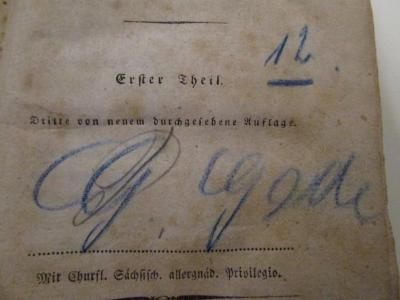 12.
Erster Theil.
Dritte von neuem durchgesehene Auflage.
Mit Churfl. Sächsisch. allergnäd. Privilegio.